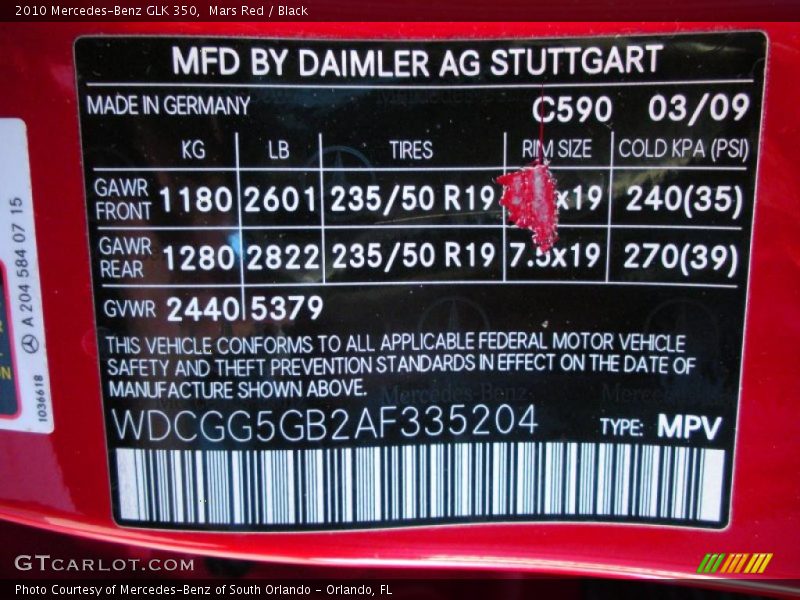 2010 Mercedes-Benz GLK 350,  Mars Red / Black
MFD BY DAIMLER AG STUTTGART
MADE IN GERMANY C590 03/09
KG LB TIRES RIM SIZE COLD KPA (PSI)
GAWR FRONT 1180 2601 235/50 R19 x19 240(35)
GAWR REAR 1280 2822 235/50 R19 7.5x19 270(39)
GVWR 2440 5379
THIS VEHICLE CONFORMS TO ALL APPLICABLE FEDERAL MOTOR VEHICLE
SAFETY AND THEFT PREVENTION STANDARDS IN EFFECT ON THE DATE OF
MANUFACTURE SHOWN ABOVE.
WDCGG5GB2AF335204 TYPE: MPV
A 204 584 07 15
1036618
GTCARLOT.COM
Photo Courtesy of Mercedes-Benz of South Orlando - Orlando, FL